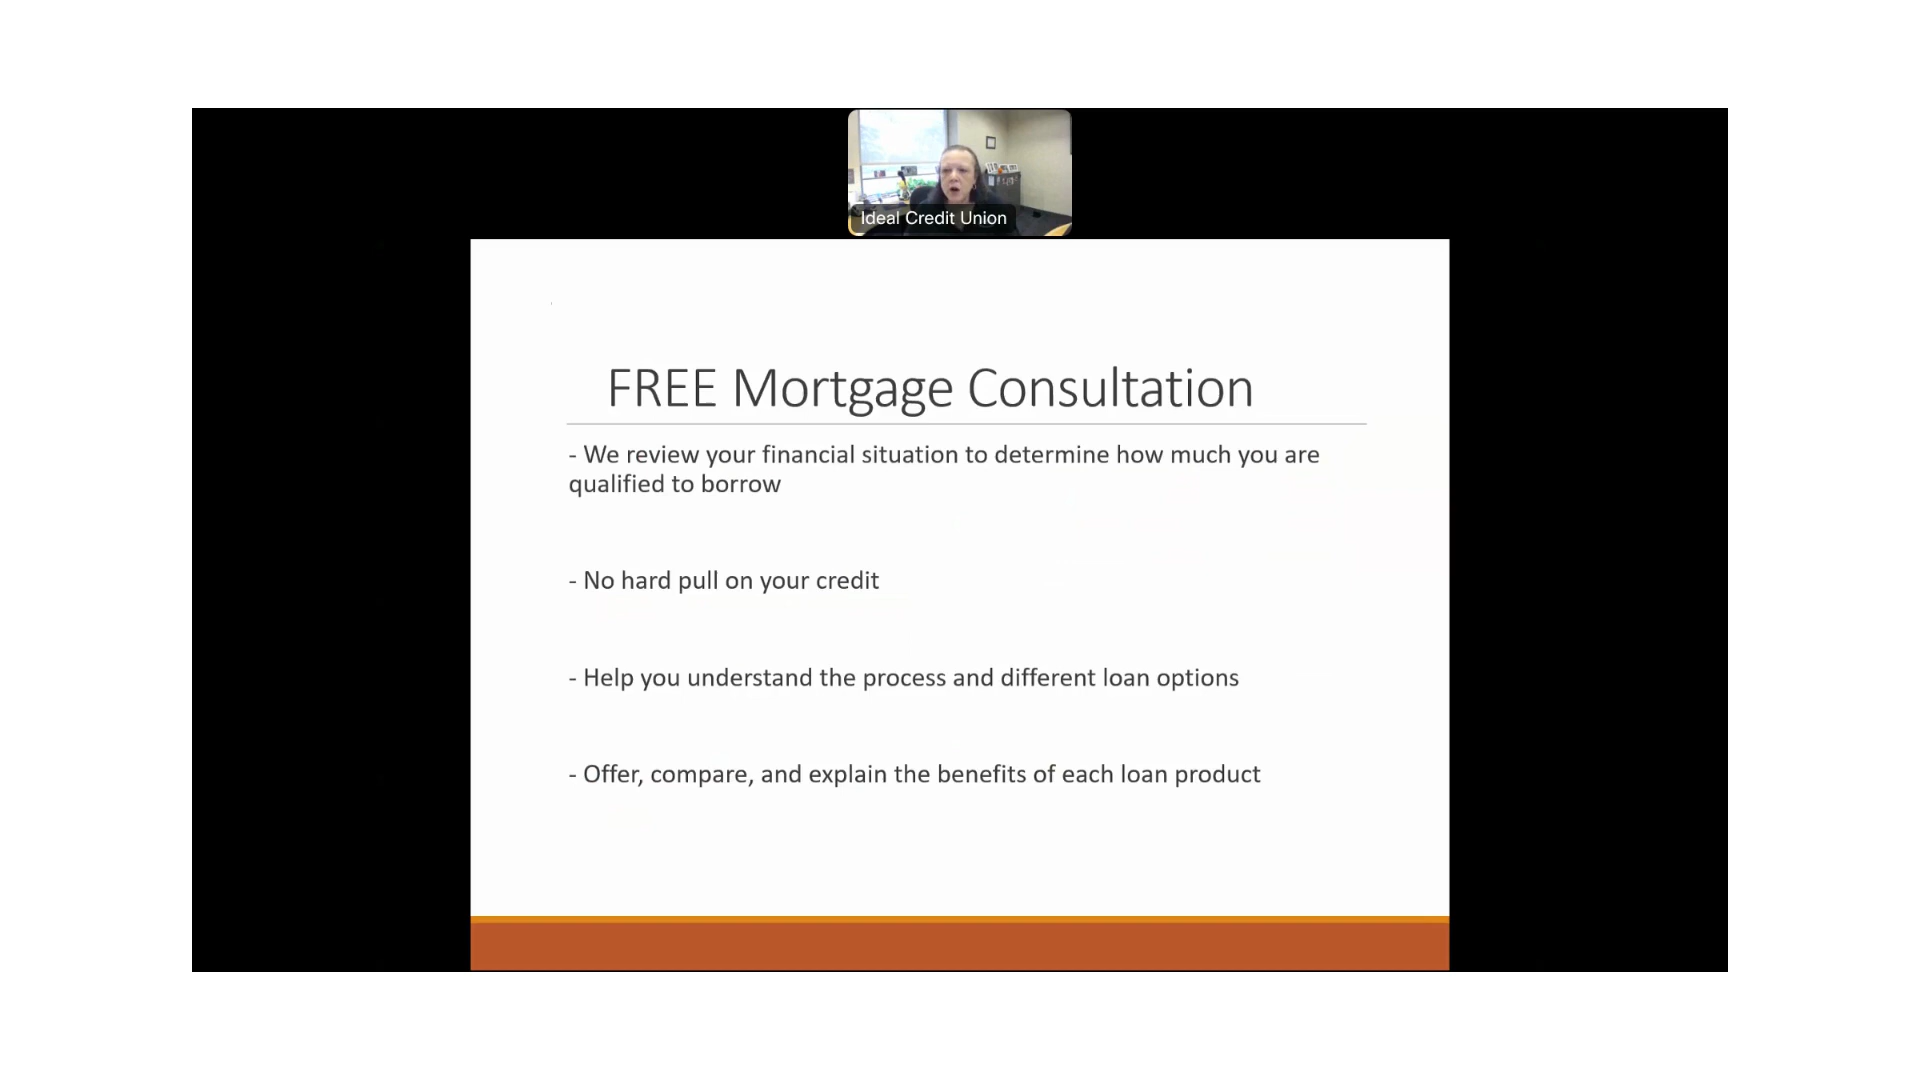 Ideal Credit Union
FREE Mortgage Consultation
- We review your financial situation to determine how much you are
qualified to borrow
- No hard pull on your credit
- Help you understand the process and different loan options
- Offer, compare, and explain the benefits of each loan product